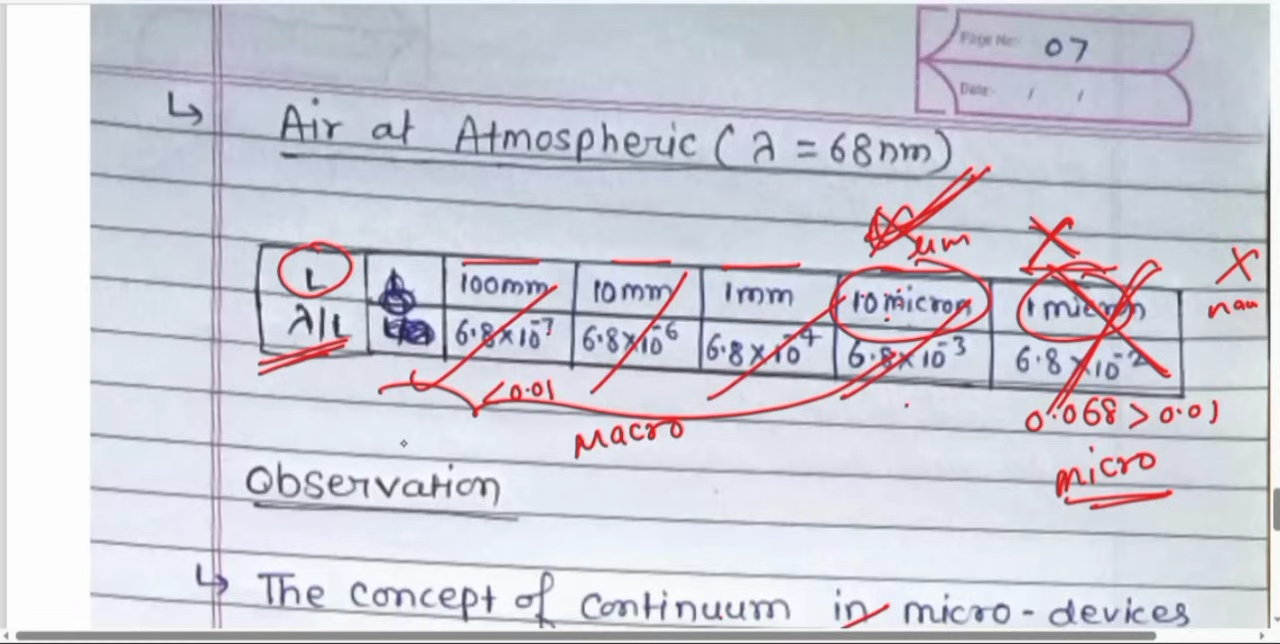 Page No: 07
Date: / /
↳ Air at Atmospheric (λ = 68nm)
um X X
L 100mm 10mm 1mm 10 micron 1 micron nam
λ/L 6.8×10⁻⁷ 6.8×10⁻⁶ 6.8×10⁻⁴ 6.8×10⁻³ 6.8×10⁻²
<0.01 0.068 > 0.01
Macro
micro
Observation
↳ The concept of continuum in micro-devices